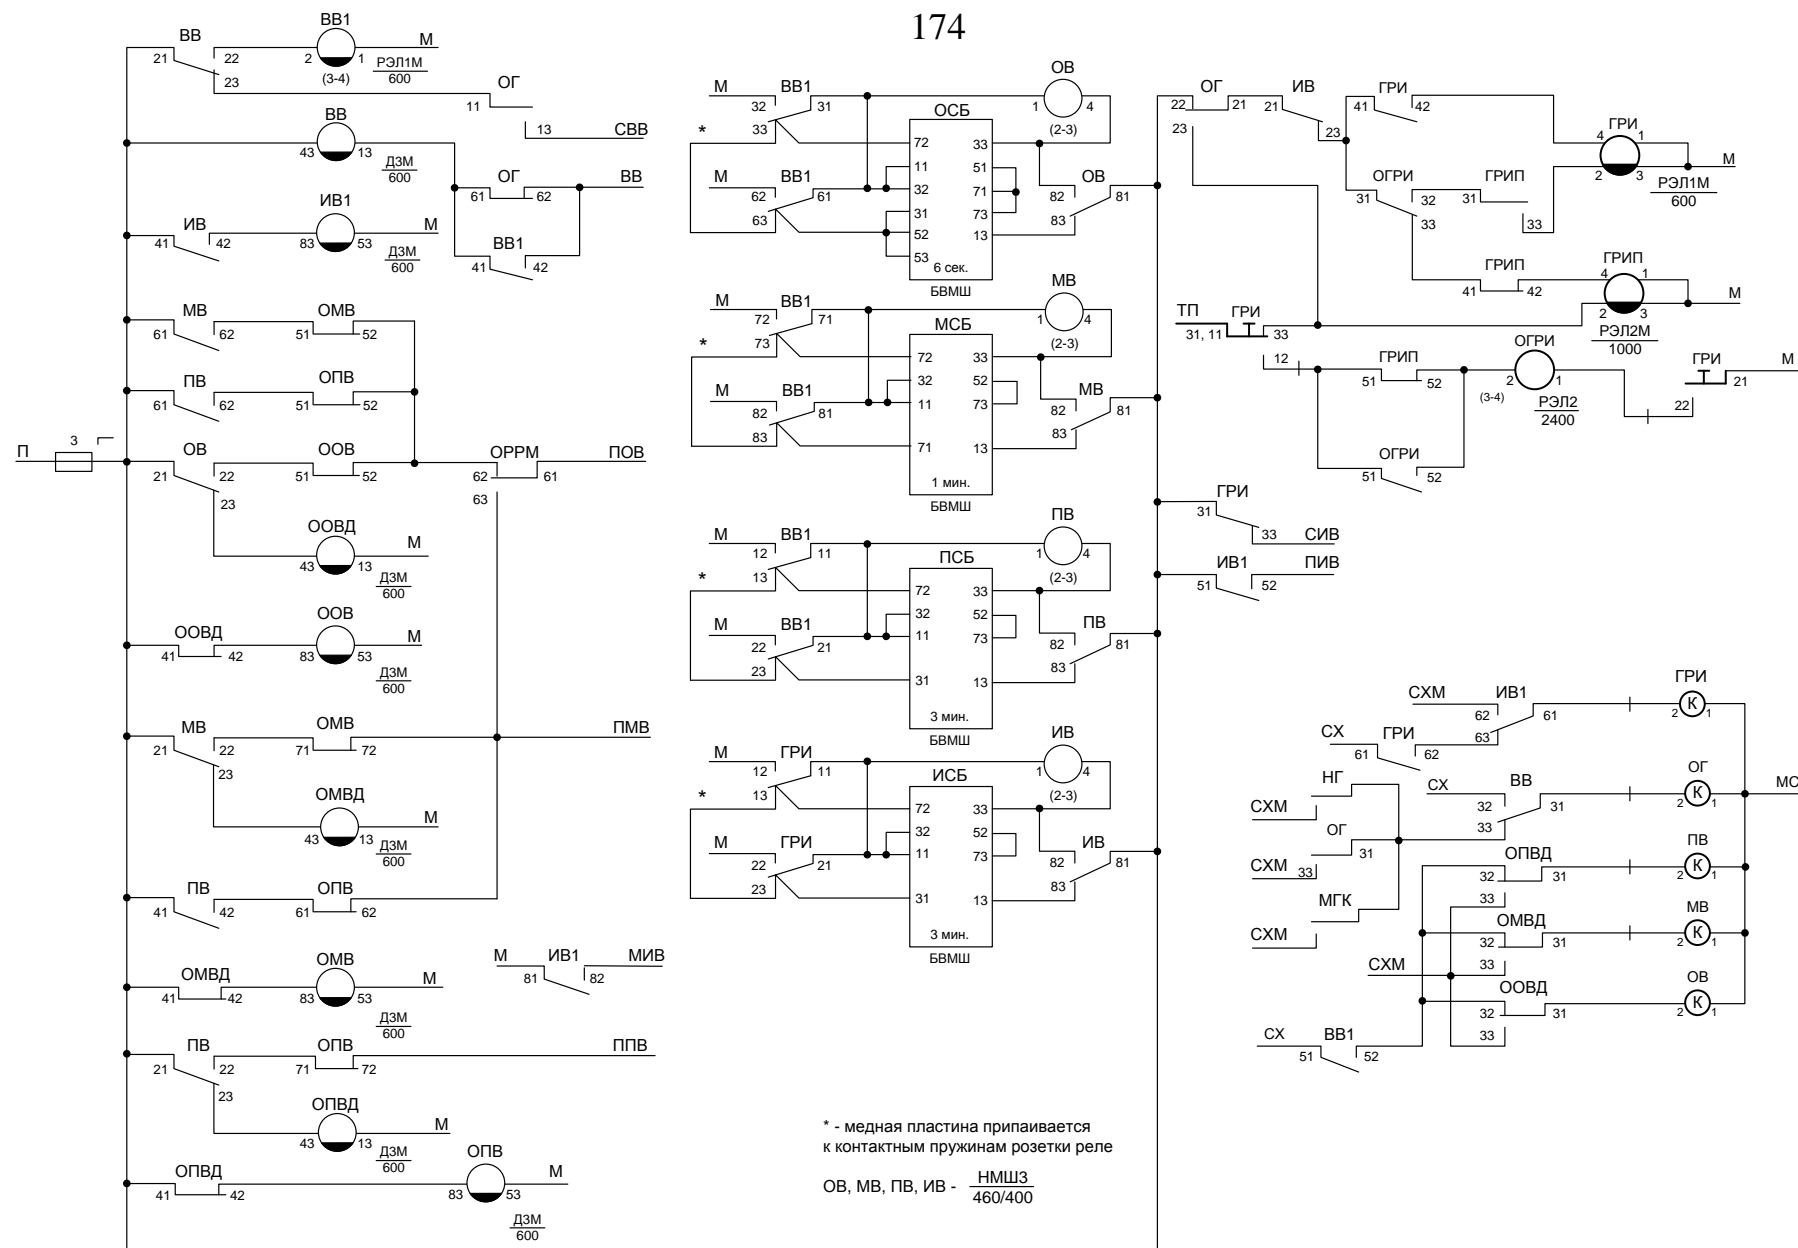 174
ВВ 21 22 23 ВВ1 2 1 (3-4) М РЭЛ1М 600
ОГ 11 13 СВВ
ВВ 43 13 ДЗМ 600
ОГ 61 62 ВВ
ВВ1 41 42
ИВ 41 42 ИВ1 83 53 М ДЗМ 600
МВ 61 62 ОМВ 51 52
ПВ 61 62 ОПВ 51 52
П 3
ОВ 21 22 23 ООВ 51 52 ОРРМ 62 61 63 ПОВ
ООВД 43 13 М ДЗМ 600
ООВД 41 42 ООВ 83 53 М ДЗМ 600
МВ 21 22 23 ОМВ 71 72 ПМВ
ОМВД 43 13 М ДЗМ 600
ПВ 41 42 ОПВ 61 62
М ИВ1 81 82 МИВ
ОМВД 41 42 ОМВ 83 53 М ДЗМ 600
ПВ 21 22 23 ОПВ 71 72 ППВ
ОПВД 43 13 М ДЗМ 600
ОПВД 41 42 ОПВ 83 53 М ДЗМ 600
М ВВ1 32 31 33 ОВ 1 4 (2-3)
*
М ВВ1 62 61 63
ОСБ
72 33
11 51
32 71
31 73
52 13
53
6 сек.
БВМШ
ОВ 82 81 83
М ВВ1 72 71 73 МВ 1 4 (2-3)
*
М ВВ1 82 81 83
МСБ
72 33
32 52
11 73
71 13
1 мин.
БВМШ
МВ 82 81 83
М ВВ1 12 11 13 ПВ 1 4 (2-3)
*
М ВВ1 22 21 23
ПСБ
72 33
32 52
11 73
31 13
3 мин.
БВМШ
ПВ 82 81 83
М ГРИ 12 11 13 ИВ 1 4 (2-3)
*
М ГРИ 22 21 23
ИСБ
72 33
32 52
11 73
31 13
3 мин.
БВМШ
ИВ 82 81 83
* - медная пластина припаивается
к контактным пружинам розетки реле
ОВ, МВ, ПВ, ИВ - НМШ3 460/400
ОГ 22 21 23 ИВ 21 23 ГРИ 41 42
ГРИ 4 1 2 3 М РЭЛ1М 600
ОГРИ 31 32 33 ГРИП 31 33
ГРИП 41 42 ГРИП 4 1 2 3 М РЭЛ2М 1000
ТП 31, 11 ГРИ 33 12
ГРИП 51 52 ОГРИ 2 1 (3-4) РЭЛ2 2400
ГРИ 22 21 М
ОГРИ 51 52
ГРИ 31 33 СИВ
ИВ1 51 52 ПИВ
СХМ ИВ1 62 61 63 ГРИ 2 К 1
СХ ГРИ 61 62
НГ СХМ
СХ ВВ 32 31 33 ОГ 2 К 1 МС
ОГ 31 СХМ 33
ОПВД 32 31 33 ПВ 2 К 1
МГК СХМ
ОМВД 32 31 33 МВ 2 К 1
СХМ
ООВД 32 31 33 ОВ 2 К 1
СХ ВВ1 51 52